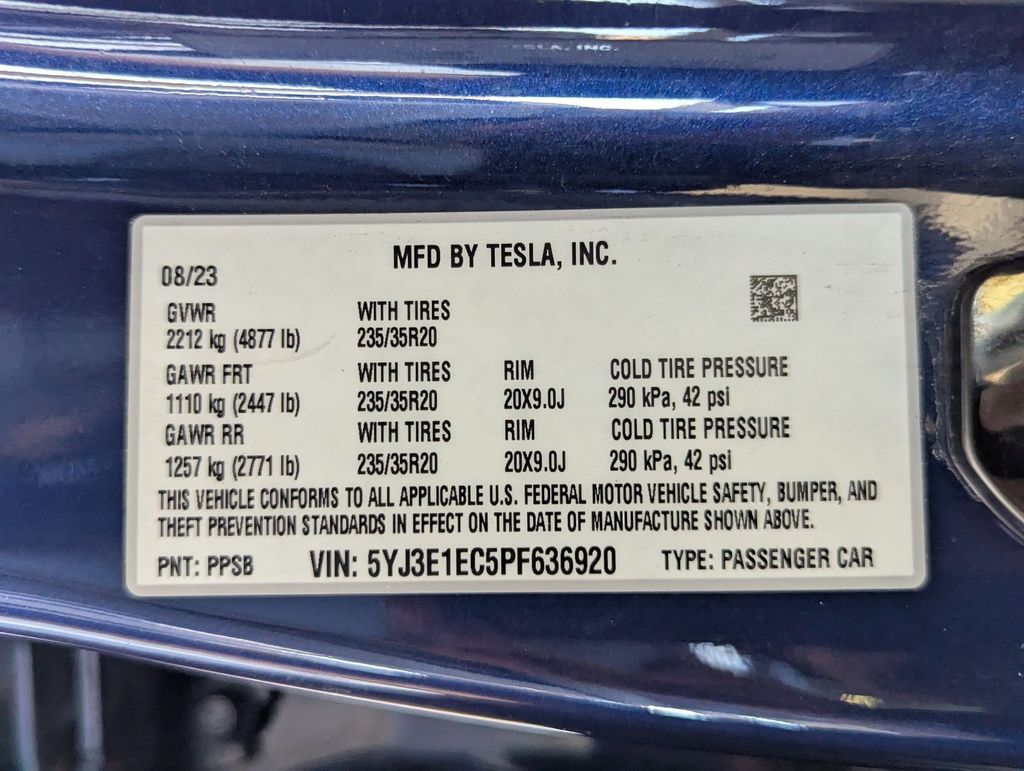 TESLA, INC.
MFD BY TESLA, INC.
08/23
GVWR WITH TIRES
2212 kg (4877 lb) 235/35R20
GAWR FRT WITH TIRES RIM COLD TIRE PRESSURE
1110 kg (2447 lb) 235/35R20 20X9.0J 290 kPa, 42 psi
GAWR RR WITH TIRES RIM COLD TIRE PRESSURE
1257 kg (2771 lb) 235/35R20 20X9.0J 290 kPa, 42 psi
THIS VEHICLE CONFORMS TO ALL APPLICABLE U.S. FEDERAL MOTOR VEHICLE SAFETY, BUMPER, AND
THEFT PREVENTION STANDARDS IN EFFECT ON THE DATE OF MANUFACTURE SHOWN ABOVE.
PNT: PPSB VIN: 5YJ3E1EC5PF636920 TYPE: PASSENGER CAR